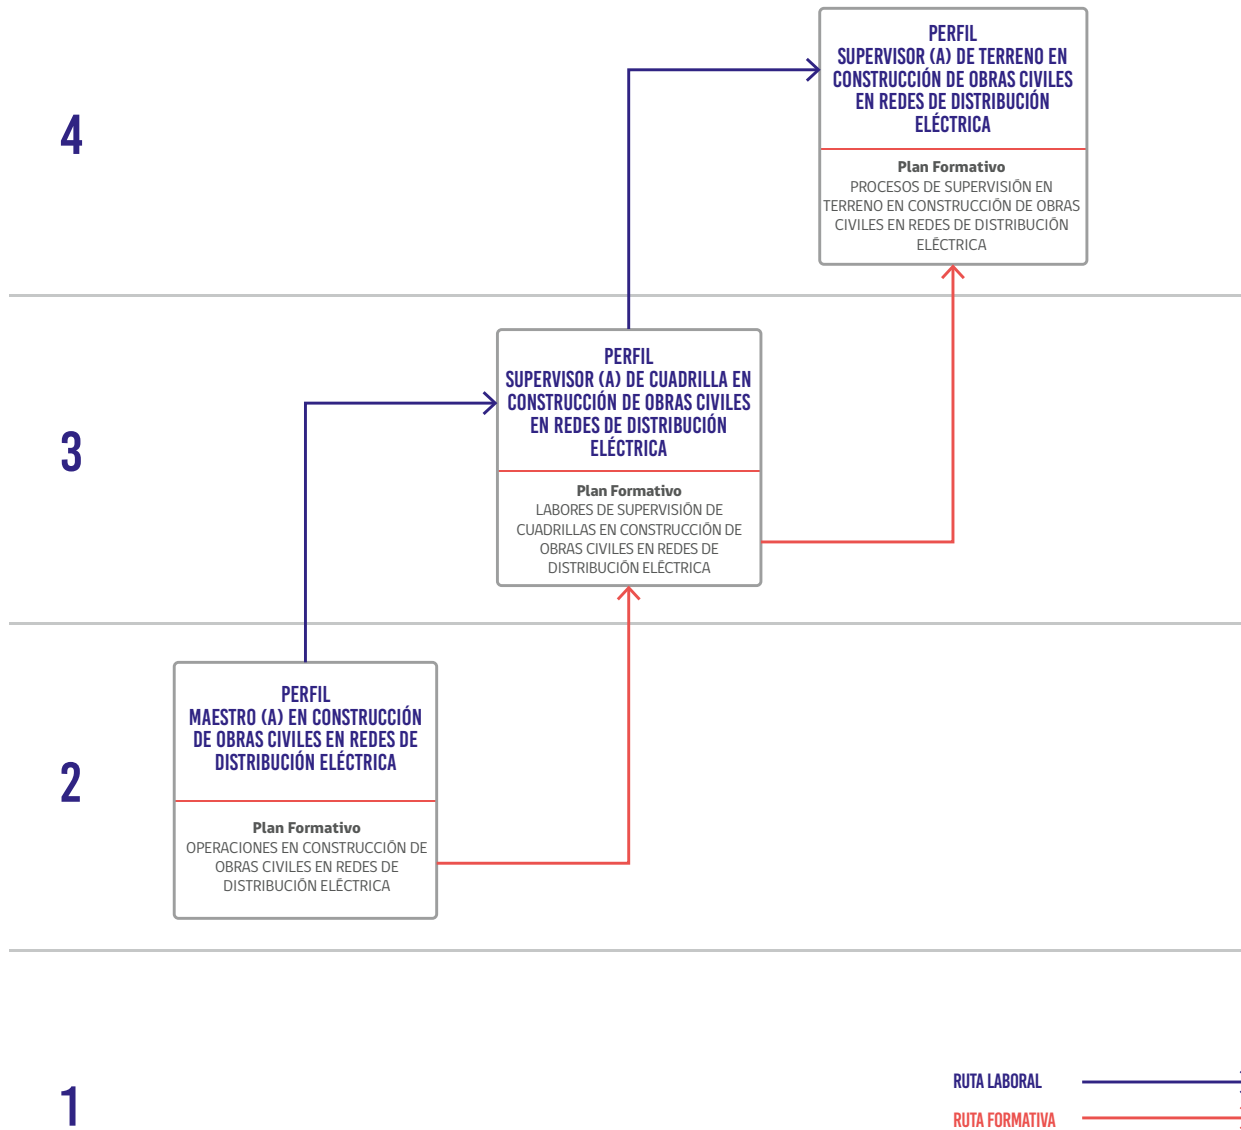 4
PERFIL
SUPERVISOR (A) DE TERRENO EN
CONSTRUCCIÓN DE OBRAS CIVILES
EN REDES DE DISTRIBUCIÓN
ELÉCTRICA
Plan Formativo
PROCESOS DE SUPERVISIÓN EN
TERRENO EN CONSTRUCCIÓN DE OBRAS
CIVILES EN REDES DE DISTRIBUCIÓN
ELÉCTRICA
3
PERFIL
SUPERVISOR (A) DE CUADRILLA EN
CONSTRUCCIÓN DE OBRAS CIVILES
EN REDES DE DISTRIBUCIÓN
ELÉCTRICA
Plan Formativo
LABORES DE SUPERVISIÓN DE
CUADRILLAS EN CONSTRUCCIÓN DE
OBRAS CIVILES EN REDES DE
DISTRIBUCIÓN ELÉCTRICA
2
PERFIL
MAESTRO (A) EN CONSTRUCCIÓN
DE OBRAS CIVILES EN REDES DE
DISTRIBUCIÓN ELÉCTRICA
Plan Formativo
OPERACIONES EN CONSTRUCCIÓN DE
OBRAS CIVILES EN REDES DE
DISTRIBUCIÓN ELÉCTRICA
1
RUTA LABORAL
RUTA FORMATIVA